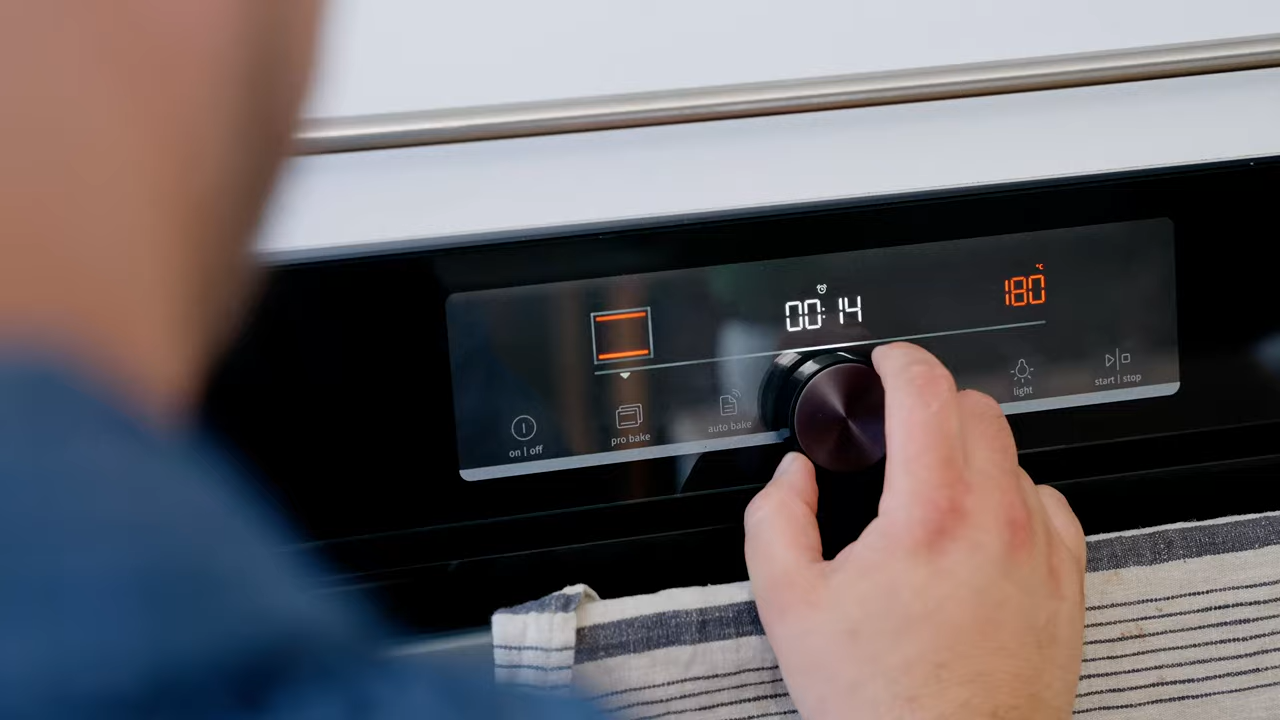 00:14
180 °C
on | off
pro bake
auto bake
light
start | stop